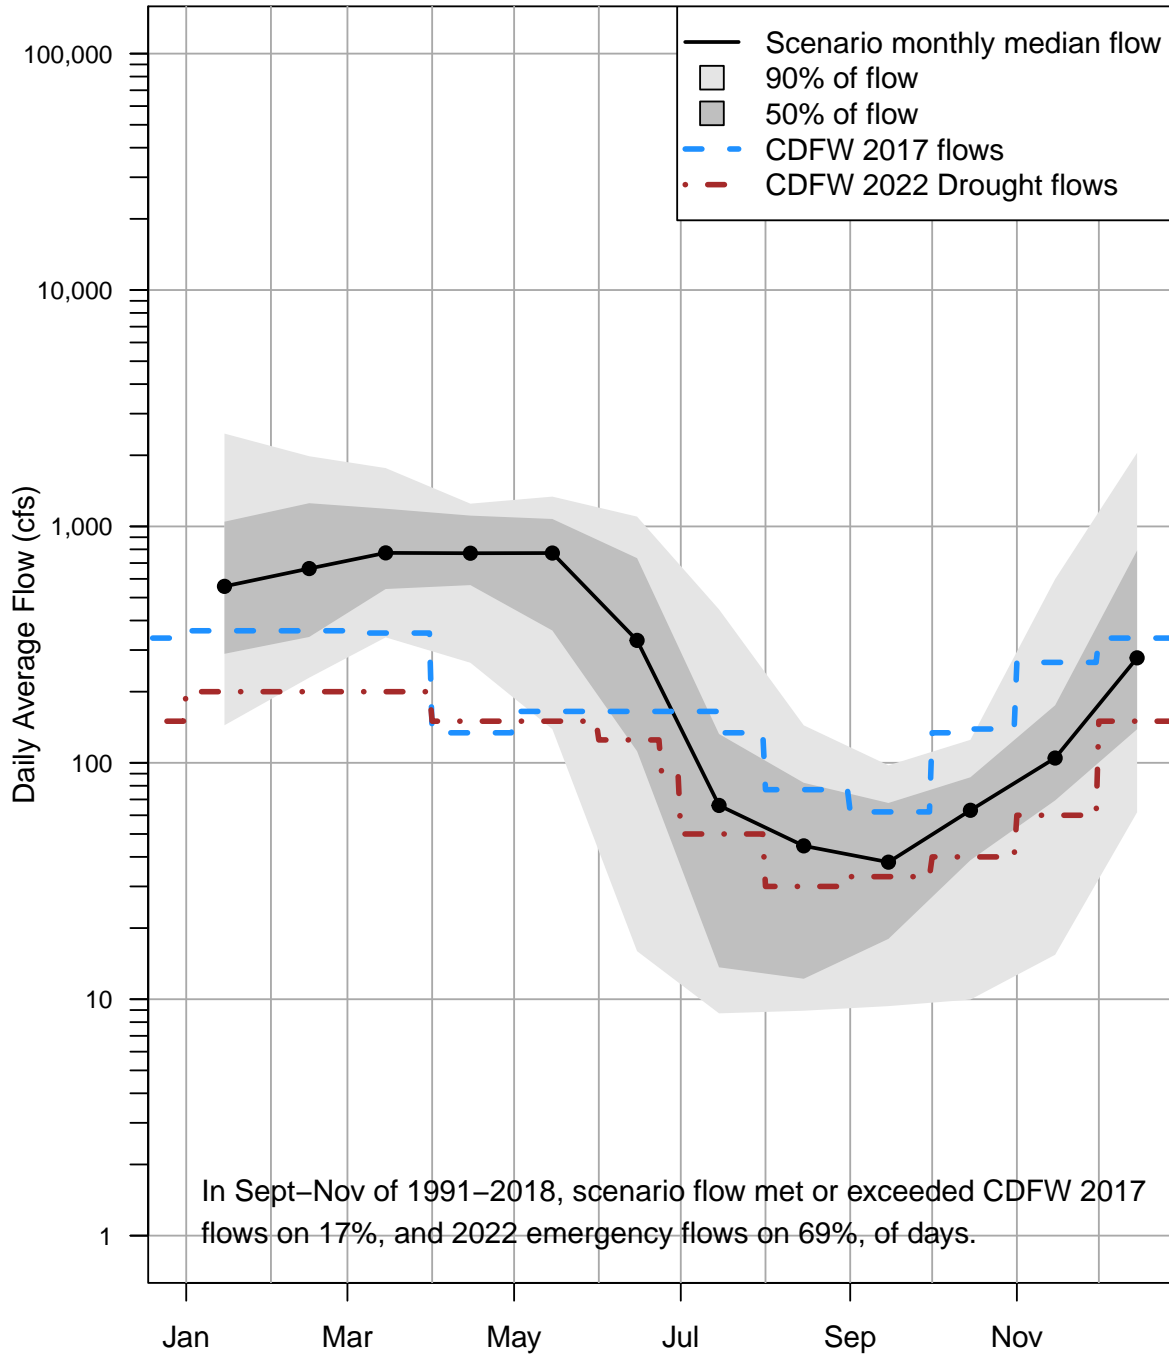 Scenario monthly median flow
90% of flow
50% of flow
CDFW 2017 flows
CDFW 2022 Drought flows
100,000
10,000
1,000
100
10
1
Daily Average Flow (cfs)
In Sept−Nov of 1991−2018, scenario flow met or exceeded CDFW 2017
flows on 17%, and 2022 emergency flows on 69%, of days.
Jan Mar May Jul Sep Nov